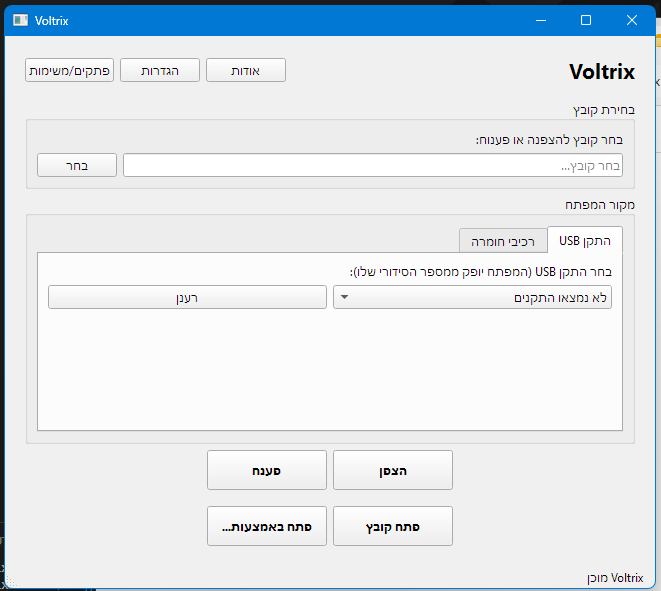 Voltrix
Voltrix
אודות
הגדרות
פתקים/משימות
בחירת קובץ
בחר קובץ להצפנה או פענוח:
בחר קובץ...
בחר
מקור המפתח
התקן USB
רכיבי חומרה
בחר התקן USB (המפתח יופק ממספר הסידורי שלו):
לא נמצאו התקנים
רענן
הצפן
פענח
פתח קובץ
פתח באמצעות...
Voltrix מוכן